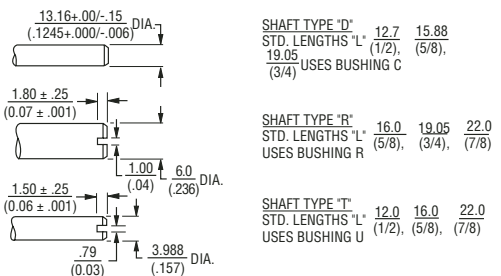 13.16+.00/-.15 DIA.
(.1245+.000/-.006)
SHAFT TYPE "D"
STD. LENGTHS "L" 12.7 (1/2), 15.88 (5/8),
19.05 (3/4) USES BUSHING C
1.80 ± .25
(0.07 ± .001)
1.00
(.04)
6.0 DIA.
(.236)
SHAFT TYPE "R"
STD. LENGTHS "L" 16.0 (5/8), 19.05 (3/4), 22.0 (7/8)
USES BUSHING R
1.50 ± .25
(0.06 ± .001)
.79
(0.03)
3.988 DIA.
(.157)
SHAFT TYPE "T"
STD. LENGTHS "L" 12.0 (1/2), 16.0 (5/8), 22.0 (7/8)
USES BUSHING U